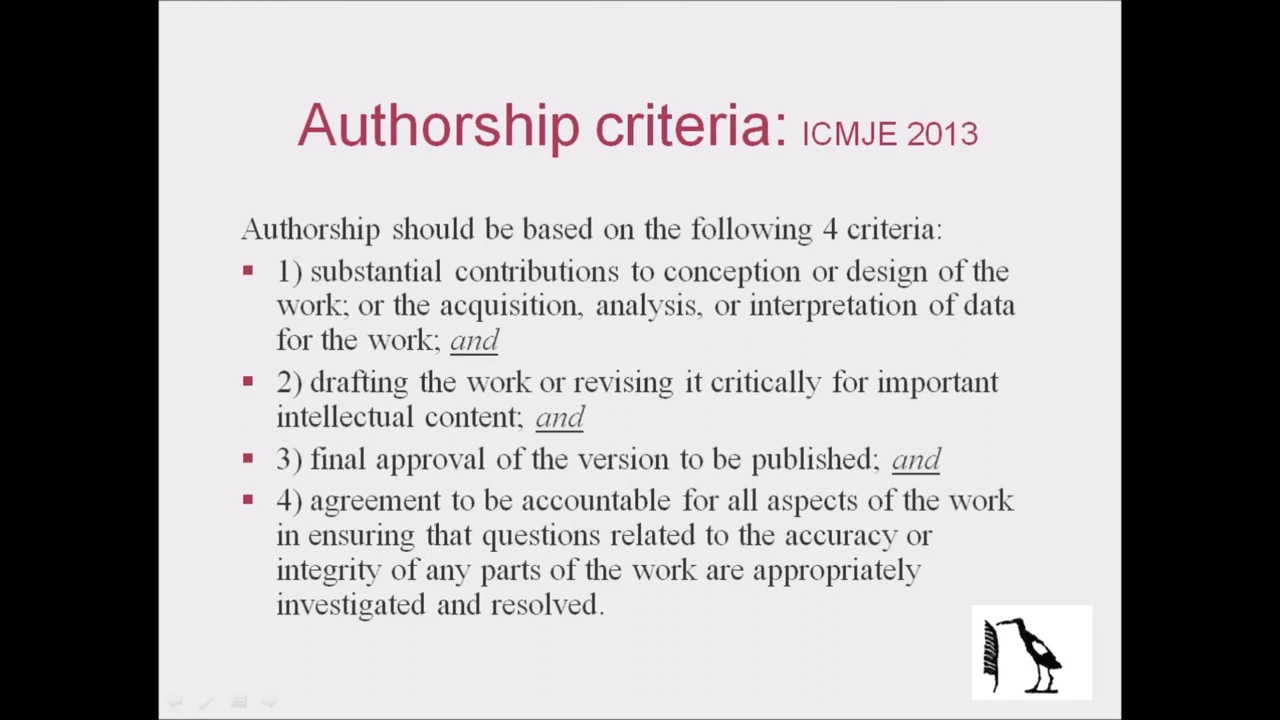 Authorship criteria: ICMJE 2013
Authorship should be based on the following 4 criteria:
1) substantial contributions to conception or design of the
work; or the acquisition, analysis, or interpretation of data
for the work; and
2) drafting the work or revising it critically for important
intellectual content; and
3) final approval of the version to be published; and
4) agreement to be accountable for all aspects of the work
in ensuring that questions related to the accuracy or
integrity of any parts of the work are appropriately
investigated and resolved.